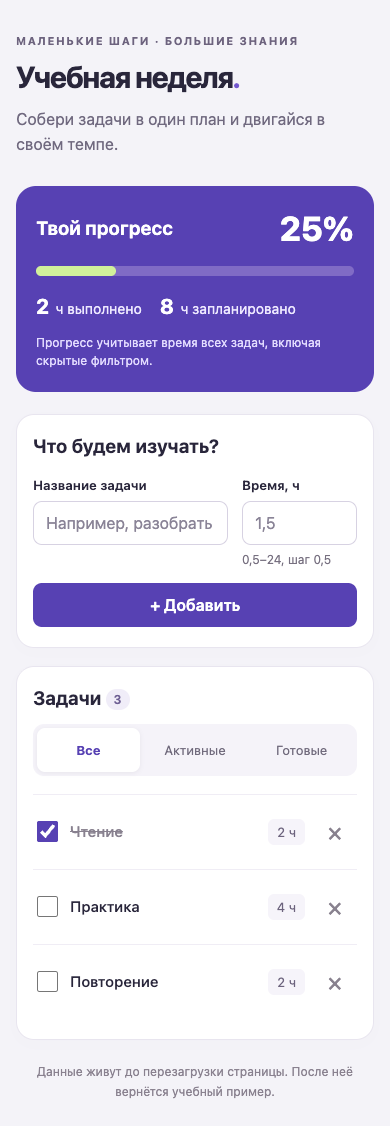 МАЛЕНЬКИЕ ШАГИ · БОЛЬШИЕ ЗНАНИЯ
Учебная неделя.
Собери задачи в один план и двигайся в
своём темпе.
Твой прогресс 25%
2 ч выполнено 8 ч запланировано
Прогресс учитывает время всех задач, включая
скрытые фильтром.
Что будем изучать?
Название задачи Время, ч
Например, разобрать 1,5
0,5–24, шаг 0,5
+ Добавить
Задачи 3
Все Активные Готовые
Чтение 2 ч ×
Практика 4 ч ×
Повторение 2 ч ×
Данные живут до перезагрузки страницы. После неё
вернётся учебный пример.